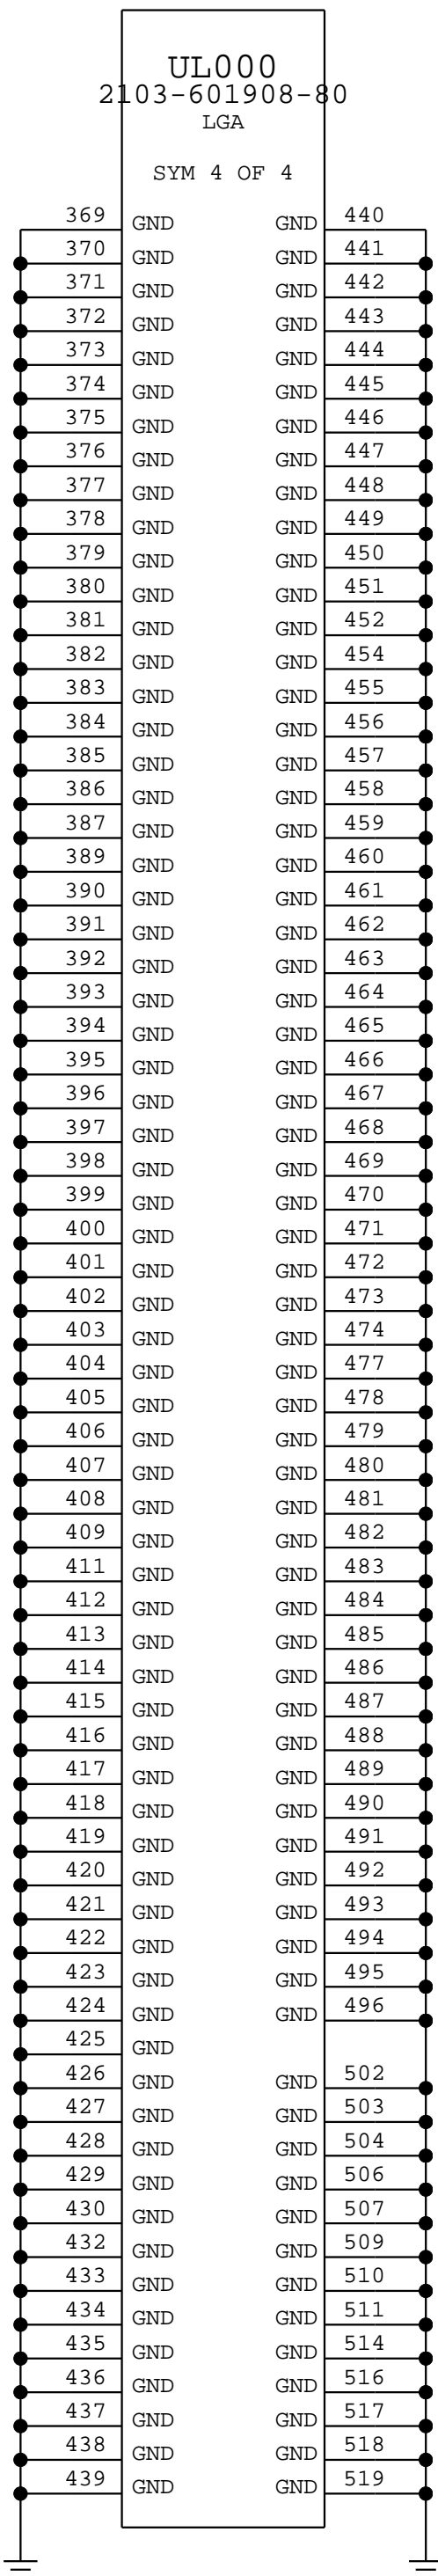 UL000
2103-601908-80
LGA
SYM 4 OF 4
369 GND GND 440
370 GND GND 441
371 GND GND 442
372 GND GND 443
373 GND GND 444
374 GND GND 445
375 GND GND 446
376 GND GND 447
377 GND GND 448
378 GND GND 449
379 GND GND 450
380 GND GND 451
381 GND GND 452
382 GND GND 454
383 GND GND 455
384 GND GND 456
385 GND GND 457
386 GND GND 458
387 GND GND 459
389 GND GND 460
390 GND GND 461
391 GND GND 462
392 GND GND 463
393 GND GND 464
394 GND GND 465
395 GND GND 466
396 GND GND 467
397 GND GND 468
398 GND GND 469
399 GND GND 470
400 GND GND 471
401 GND GND 472
402 GND GND 473
403 GND GND 474
404 GND GND 477
405 GND GND 478
406 GND GND 479
407 GND GND 480
408 GND GND 481
409 GND GND 482
411 GND GND 483
412 GND GND 484
413 GND GND 485
414 GND GND 486
415 GND GND 487
416 GND GND 488
417 GND GND 489
418 GND GND 490
419 GND GND 491
420 GND GND 492
421 GND GND 493
422 GND GND 494
423 GND GND 495
424 GND GND 496
425 GND
426 GND GND 502
427 GND GND 503
428 GND GND 504
429 GND GND 506
430 GND GND 507
432 GND GND 509
433 GND GND 510
434 GND GND 511
435 GND GND 514
436 GND GND 516
437 GND GND 517
438 GND GND 518
439 GND GND 519